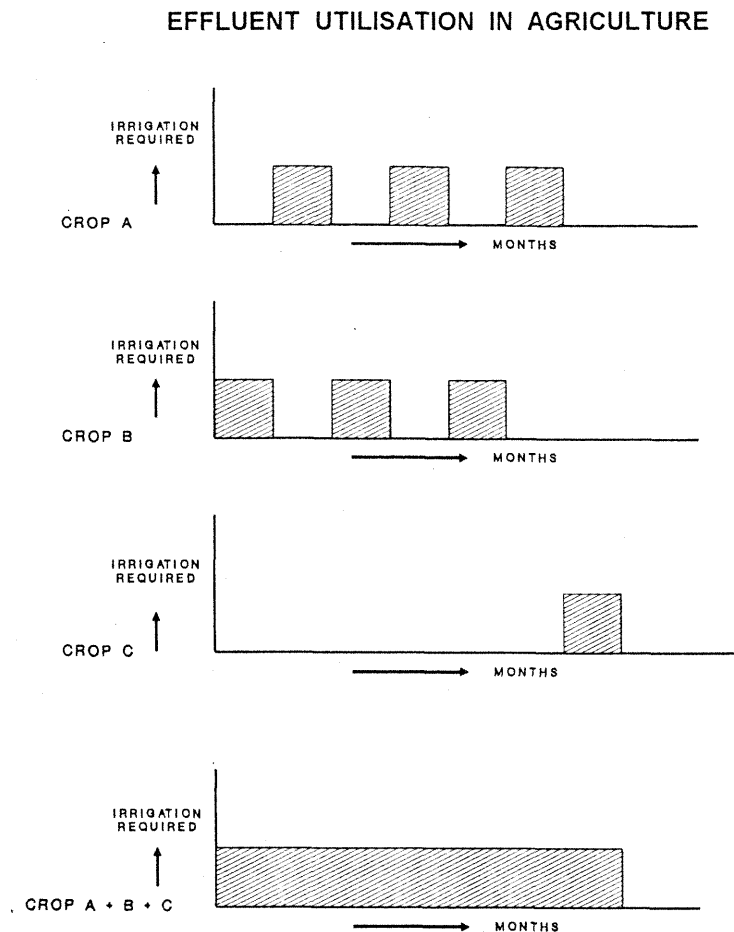 EFFLUENT UTILISATION IN AGRICULTURE
IRRIGATION
REQUIRED
CROP A
MONTHS
IRRIGATION
REQUIRED
CROP B
MONTHS
IRRIGATION
REQUIRED
CROP C
MONTHS
IRRIGATION
REQUIRED
CROP A + B + C
MONTHS